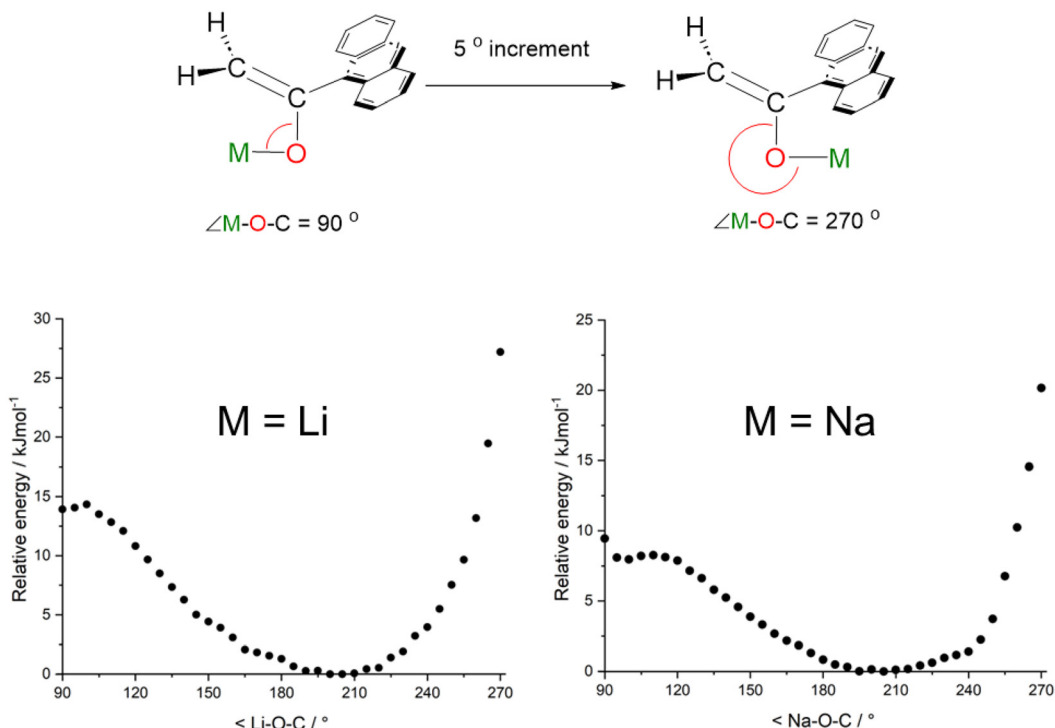 H
H
C
C
M
O
∠M-O-C = 90 °
5 ° increment
H
H
C
C
O
M
∠M-O-C = 270 °
Relative energy / kJmol⁻¹
30
25
20
15
10
5
0
M = Li
90 120 150 180 210 240 270
< Li-O-C / °
Relative energy / kJmol⁻¹
25
20
15
10
5
0
M = Na
90 120 150 180 210 240 270
< Na-O-C / °